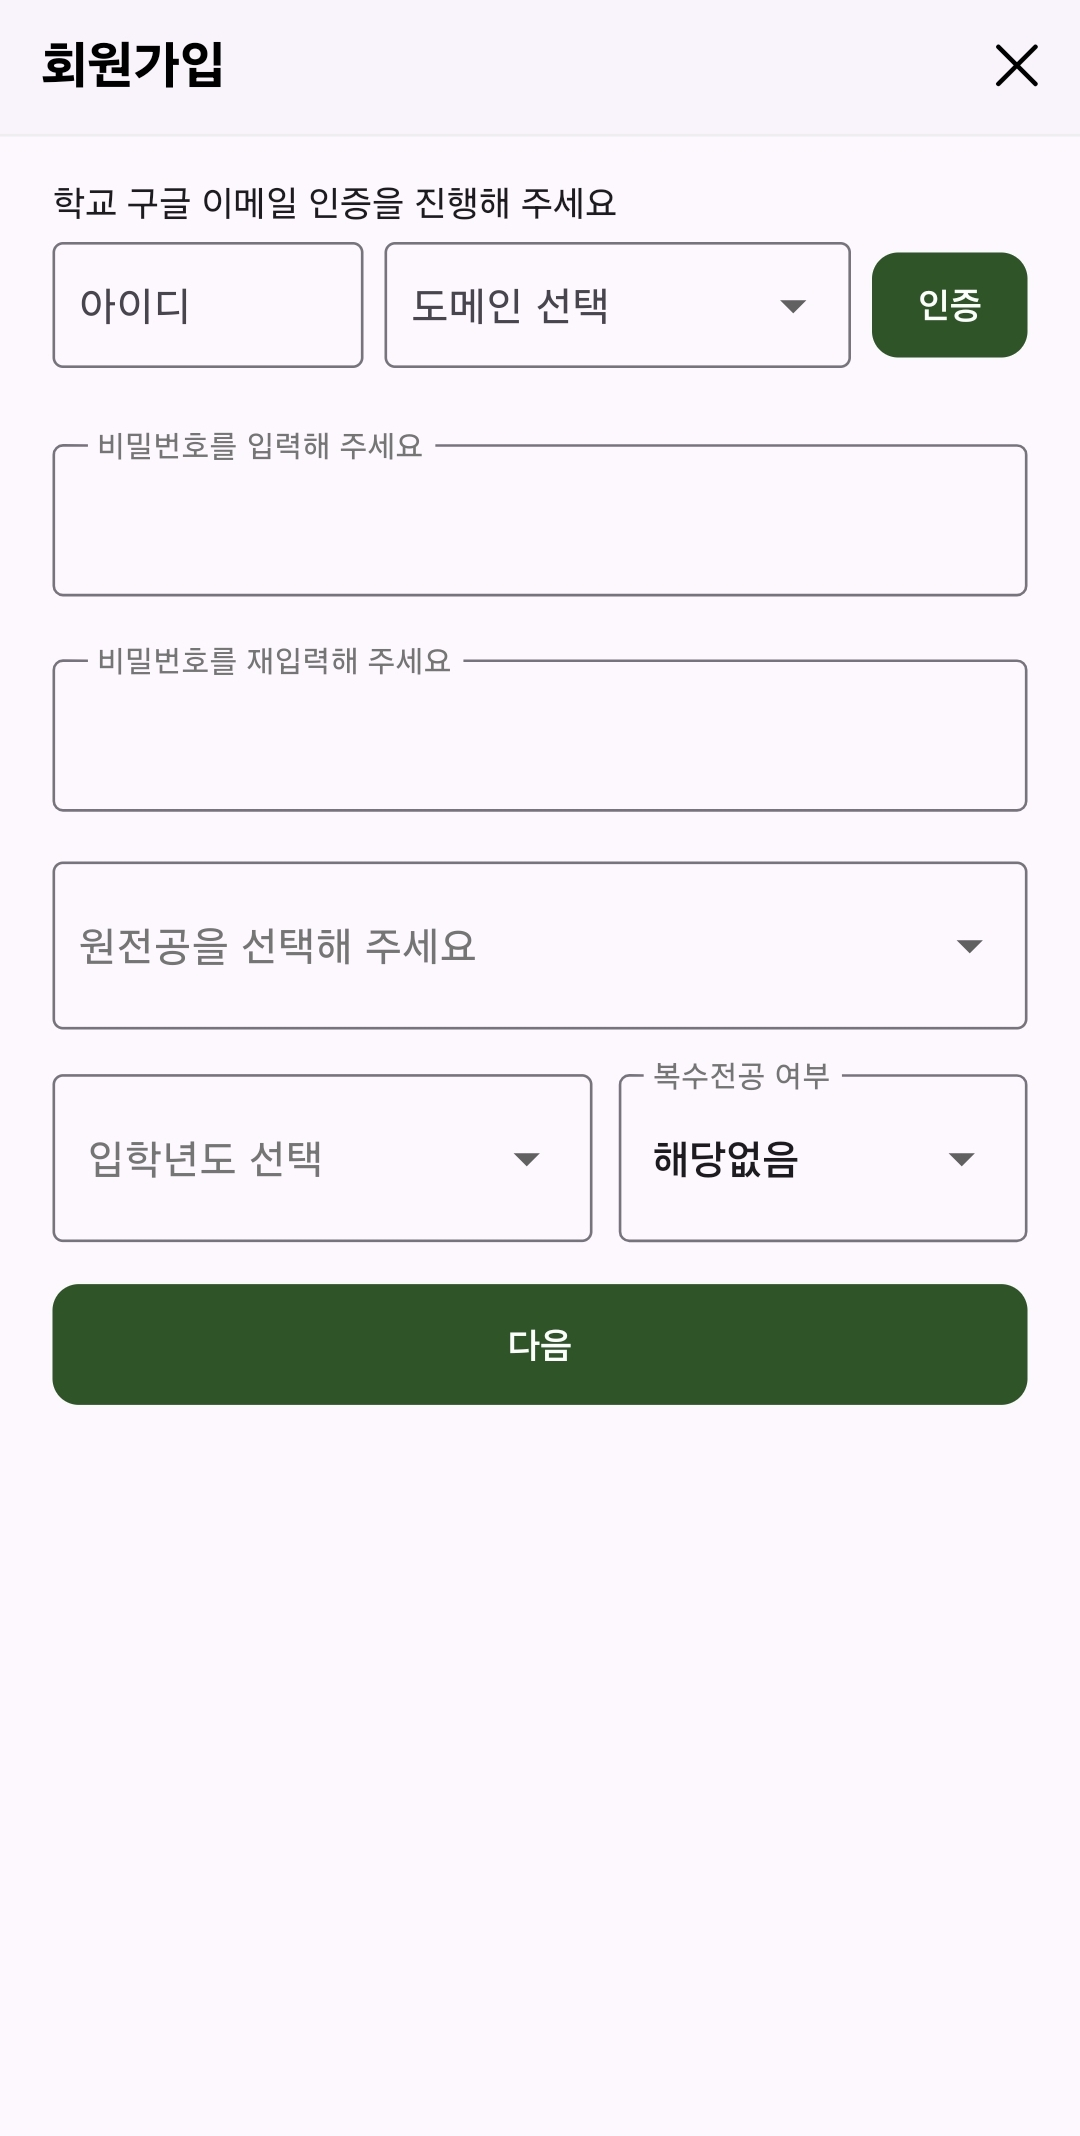 회원가입
학교 구글 이메일 인증을 진행해 주세요
아이디
도메인 선택
인증
비밀번호를 입력해 주세요
비밀번호를 재입력해 주세요
원전공을 선택해 주세요
입학년도 선택
복수전공 여부
해당없음
다음